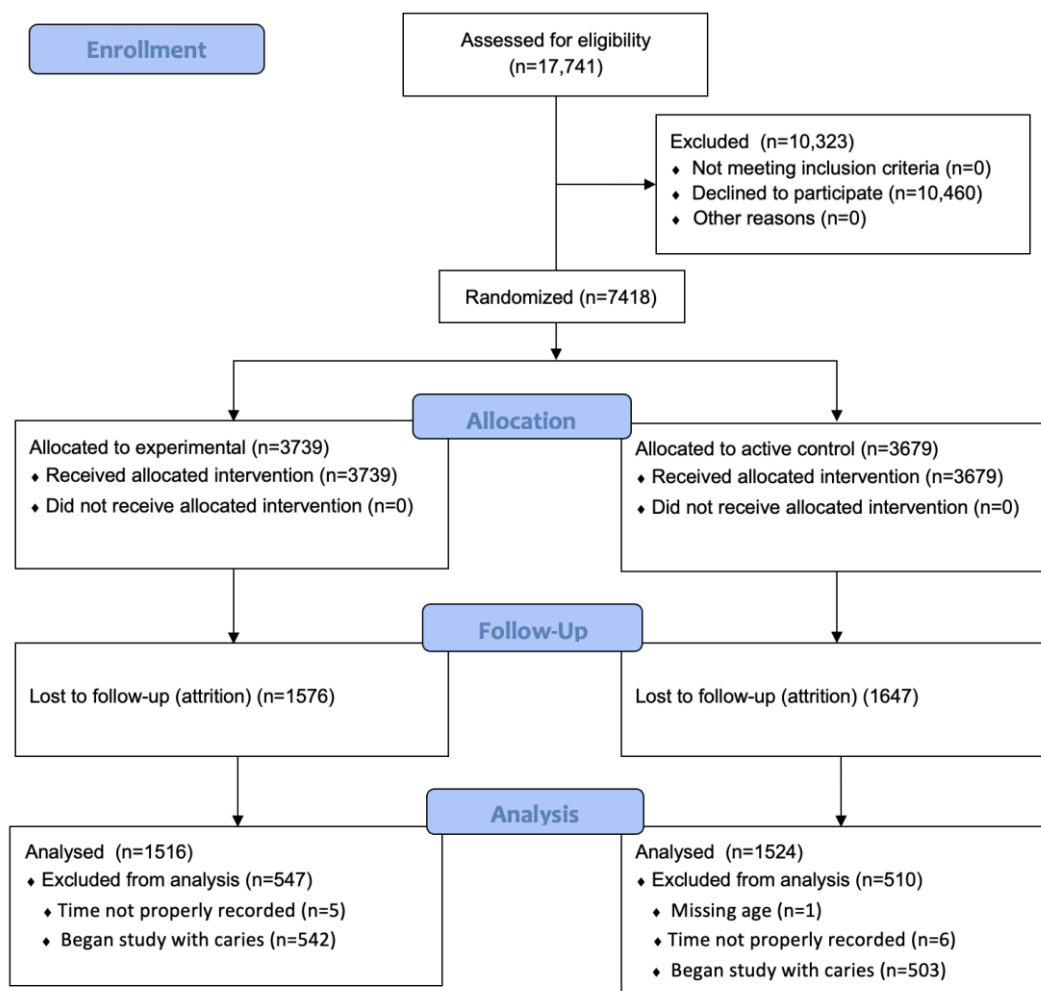 Enrollment
Assessed for eligibility
(n=17,741)
Excluded (n=10,323)
♦ Not meeting inclusion criteria (n=0)
♦ Declined to participate (n=10,460)
♦ Other reasons (n=0)
Randomized (n=7418)
Allocation
Allocated to experimental (n=3739)
♦ Received allocated intervention (n=3739)
♦ Did not receive allocated intervention (n=0)
Allocated to active control (n=3679)
♦ Received allocated intervention (n=3679)
♦ Did not receive allocated intervention (n=0)
Follow-Up
Lost to follow-up (attrition) (n=1576)
Lost to follow-up (attrition) (1647)
Analysis
Analysed (n=1516)
♦ Excluded from analysis (n=547)
♦ Time not properly recorded (n=5)
♦ Began study with caries (n=542)
Analysed (n=1524)
♦ Excluded from analysis (n=510)
♦ Missing age (n=1)
♦ Time not properly recorded (n=6)
♦ Began study with caries (n=503)